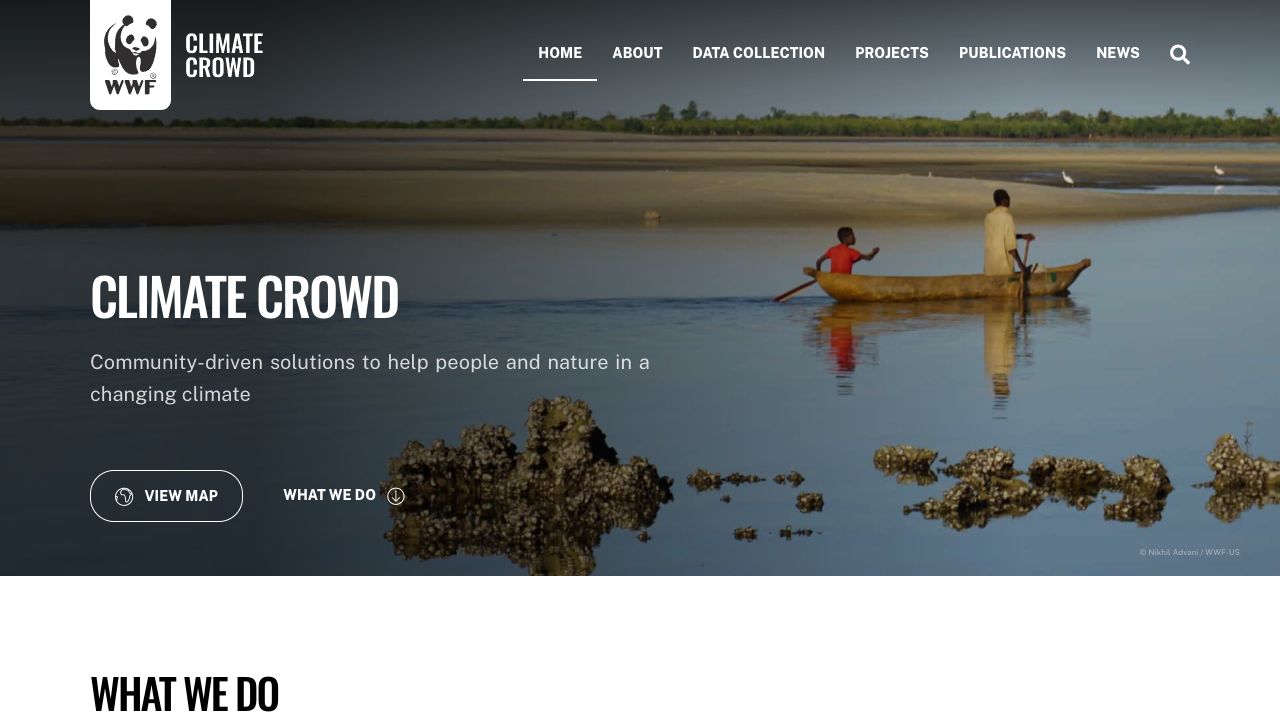 WWF
CLIMATE
CROWD
HOME
ABOUT
DATA COLLECTION
PROJECTS
PUBLICATIONS
NEWS
CLIMATE CROWD
Community-driven solutions to help people and nature in a
changing climate
VIEW MAP
WHAT WE DO
© Nikhil Advani / WWF-US
WHAT WE DO